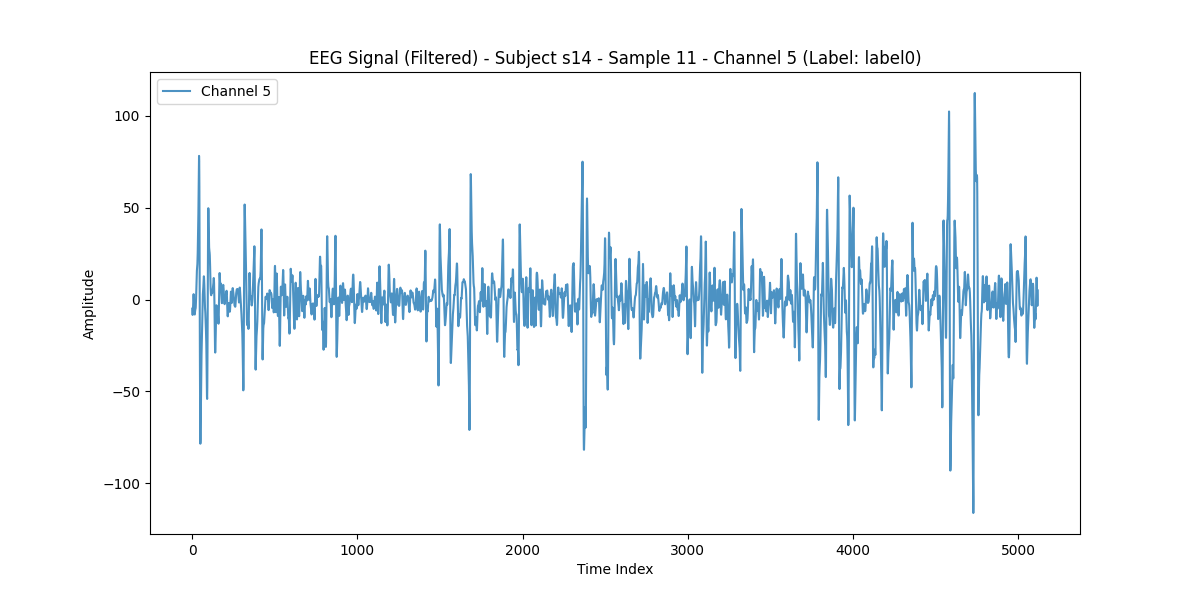 EEG Signal (Filtered) - Subject s14 - Sample 11 - Channel 5 (Label: label0)
Channel 5
Amplitude
100
50
0
−50
−100
0 1000 2000 3000 4000 5000
Time Index